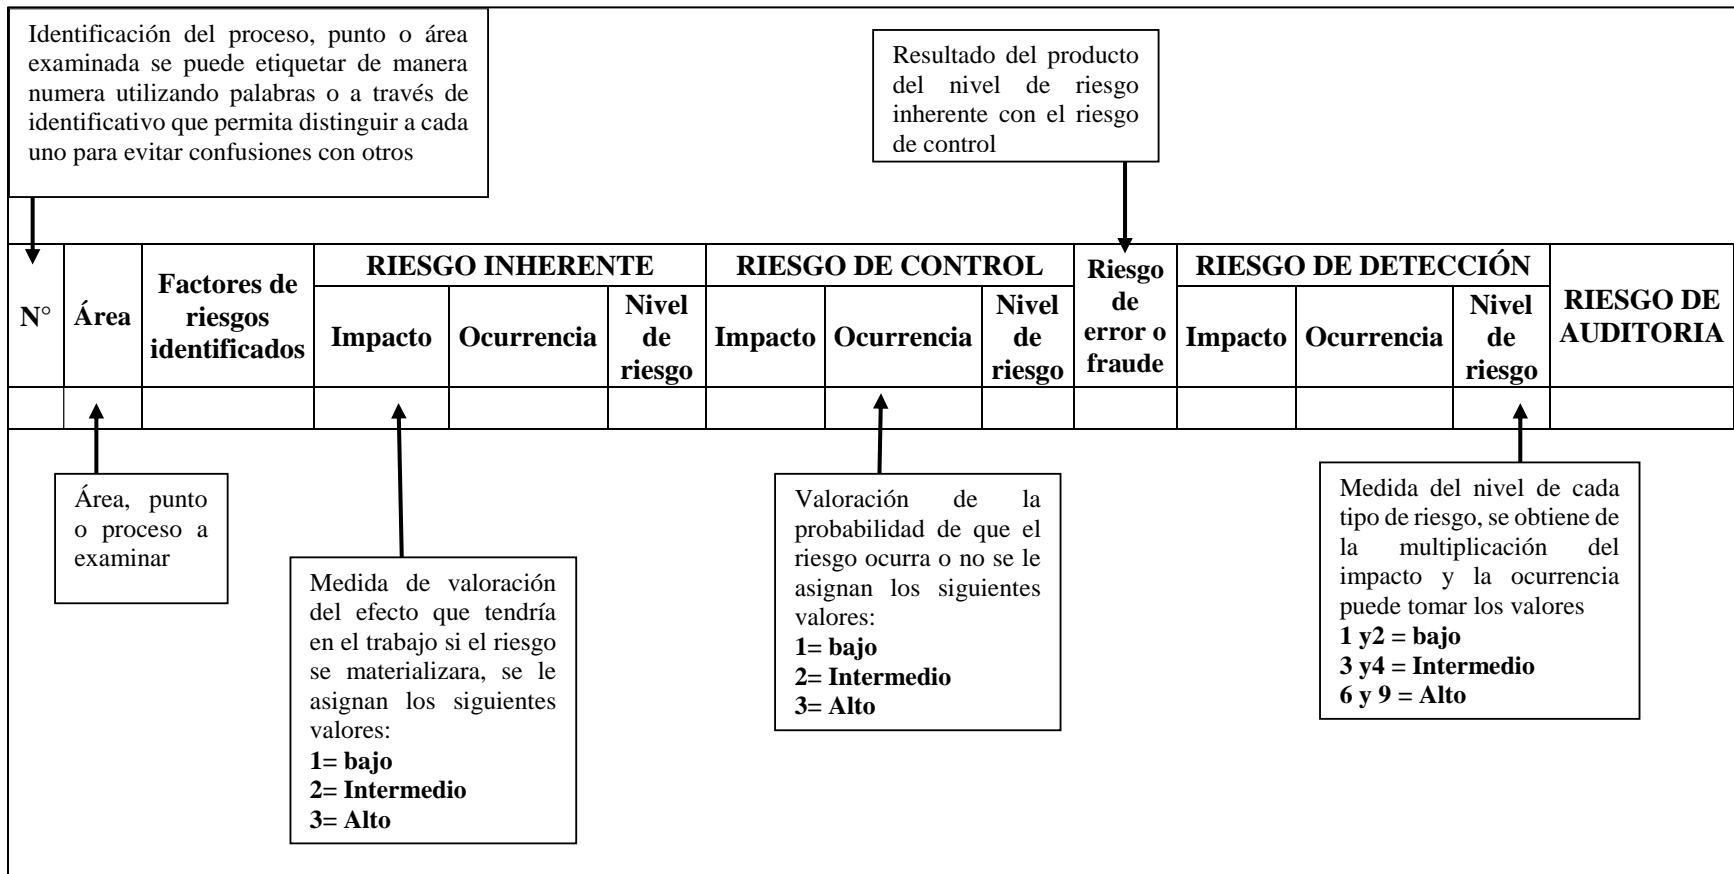 Identificación del proceso, punto o área
examinada se puede etiquetar de manera
numera utilizando palabras o a través de
identificativo que permita distinguir a cada
uno para evitar confusiones con otros
Resultado del producto
del nivel de riesgo
inherente con el riesgo
de control
N°
Área
Factores de
riesgos
identificados
RIESGO INHERENTE
Impacto
Ocurrencia
Nivel
de
riesgo
RIESGO DE CONTROL
Impacto
Ocurrencia
Nivel
de
riesgo
Riesgo
de
error o
fraude
RIESGO DE DETECCIÓN
Impacto
Ocurrencia
Nivel
de
riesgo
RIESGO DE
AUDITORIA
Área, punto
o proceso a
examinar
Medida de valoración
del efecto que tendría
en el trabajo si el riesgo
se materializara, se le
asignan los siguientes
valores:
1= bajo
2= Intermedio
3= Alto
Valoración de la
probabilidad de que el
riesgo ocurra o no se le
asignan los siguientes
valores:
1= bajo
2= Intermedio
3= Alto
Medida del nivel de cada
tipo de riesgo, se obtiene de
la multiplicación del
impacto y la ocurrencia
puede tomar los valores
1 y2 = bajo
3 y4 = Intermedio
6 y 9 = Alto